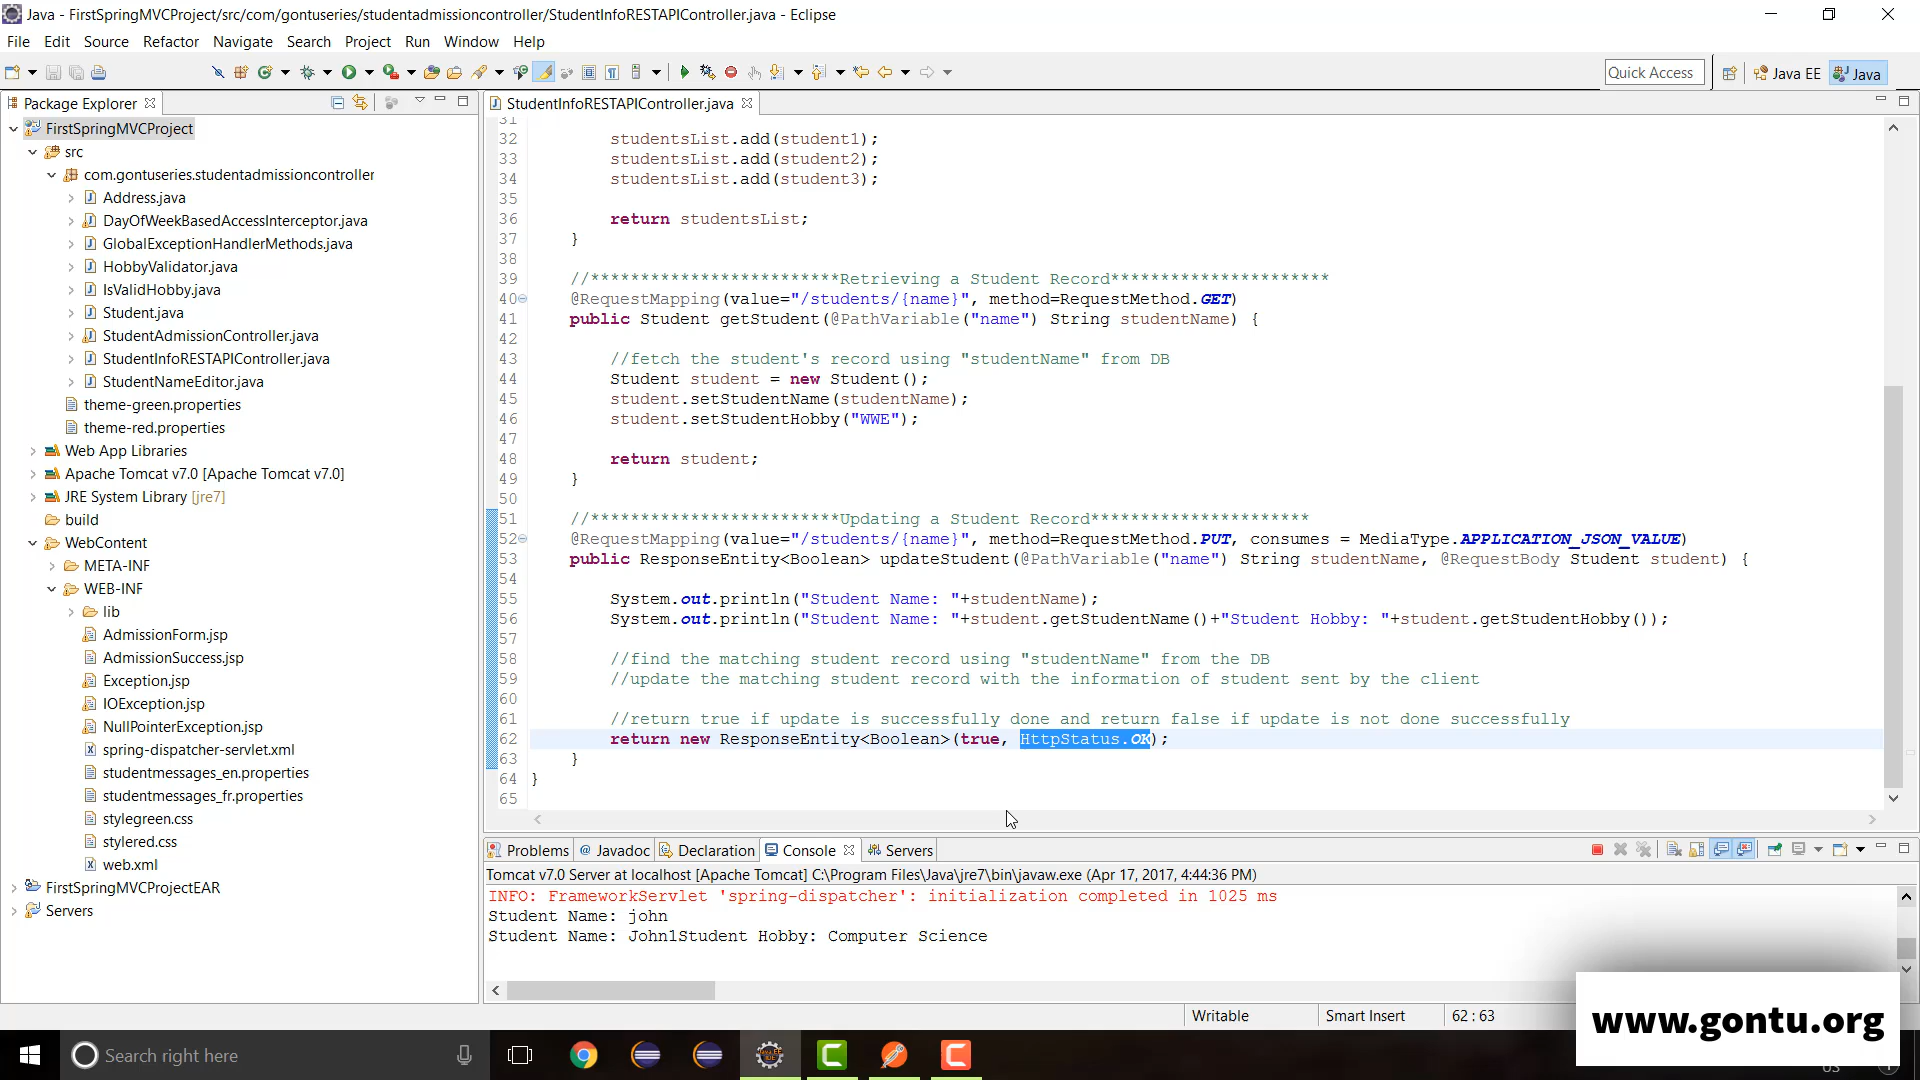 Java - FirstSpringMVCProject/src/com/gontuseries/studentadmissioncontroller/StudentInfoRESTAPIController.java - Eclipse
File Edit Source Refactor Navigate Search Project Run Window Help
Quick Access Java EE Java
Package Explorer
FirstSpringMVCProject
src
com.gontuseries.studentadmissioncontroller
Address.java
DayOfWeekBasedAccessInterceptor.java
GlobalExceptionHandlerMethods.java
HobbyValidator.java
IsValidHobby.java
Student.java
StudentAdmissionController.java
StudentInfoRESTAPIController.java
StudentNameEditor.java
theme-green.properties
theme-red.properties
Web App Libraries
Apache Tomcat v7.0 [Apache Tomcat v7.0]
JRE System Library [jre7]
build
WebContent
META-INF
WEB-INF
lib
AdmissionForm.jsp
AdmissionSuccess.jsp
Exception.jsp
IOException.jsp
NullPointerException.jsp
spring-dispatcher-servlet.xml
studentmessages_en.properties
studentmessages_fr.properties
stylegreen.css
stylered.css
web.xml
FirstSpringMVCProjectEAR
Servers
StudentInfoRESTAPIController.java
31
32 studentsList.add(student1);
33 studentsList.add(student2);
34 studentsList.add(student3);
35
36 return studentsList;
37 }
38
39 //*************************Retrieving a Student Record**********************
40 @RequestMapping(value="/students/{name}", method=RequestMethod.GET)
41 public Student getStudent(@PathVariable("name") String studentName) {
42
43 //fetch the student's record using "studentName" from DB
44 Student student = new Student();
45 student.setStudentName(studentName);
46 student.setStudentHobby("WWE");
47
48 return student;
49 }
50
51 //*************************Updating a Student Record**********************
52 @RequestMapping(value="/students/{name}", method=RequestMethod.PUT, consumes = MediaType.APPLICATION_JSON_VALUE)
53 public ResponseEntity<Boolean> updateStudent(@PathVariable("name") String studentName, @RequestBody Student student) {
54
55 System.out.println("Student Name: "+studentName);
56 System.out.println("Student Name: "+student.getStudentName()+"Student Hobby: "+student.getStudentHobby());
57
58 //find the matching student record using "studentName" from the DB
59 //update the matching student record with the information of student sent by the client
60
61 //return true if update is successfully done and return false if update is not done successfully
62 return new ResponseEntity<Boolean>(true, HttpStatus.OK);
63 }
64 }
65
Problems @ Javadoc Declaration Console Servers
Tomcat v7.0 Server at localhost [Apache Tomcat] C:\Program Files\Java\jre7\bin\javaw.exe (Apr 17, 2017, 4:44:36 PM)
INFO: FrameworkServlet 'spring-dispatcher': initialization completed in 1025 ms
Student Name: john
Student Name: John1Student Hobby: Computer Science
Writable Smart Insert 62 : 63
www.gontu.org
Search right here